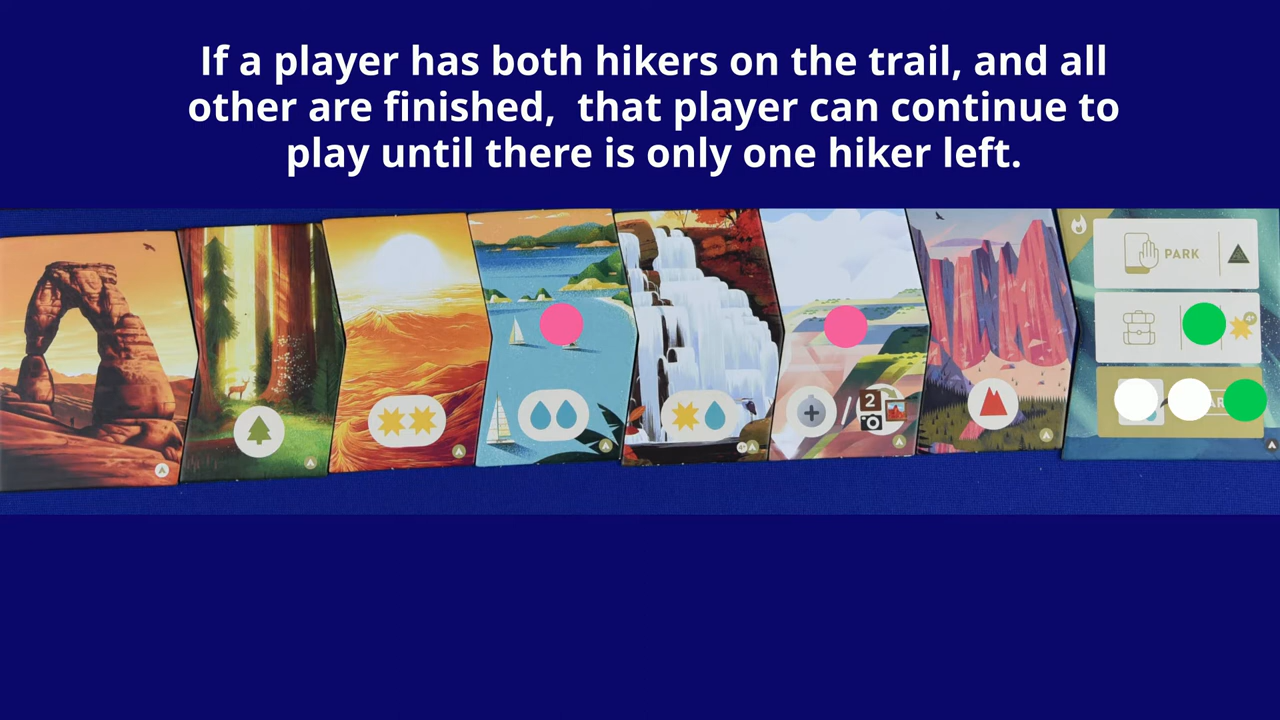 If a player has both hikers on the trail, and all
other are finished,  that player can continue to
play until there is only one hiker left.
PARK
2